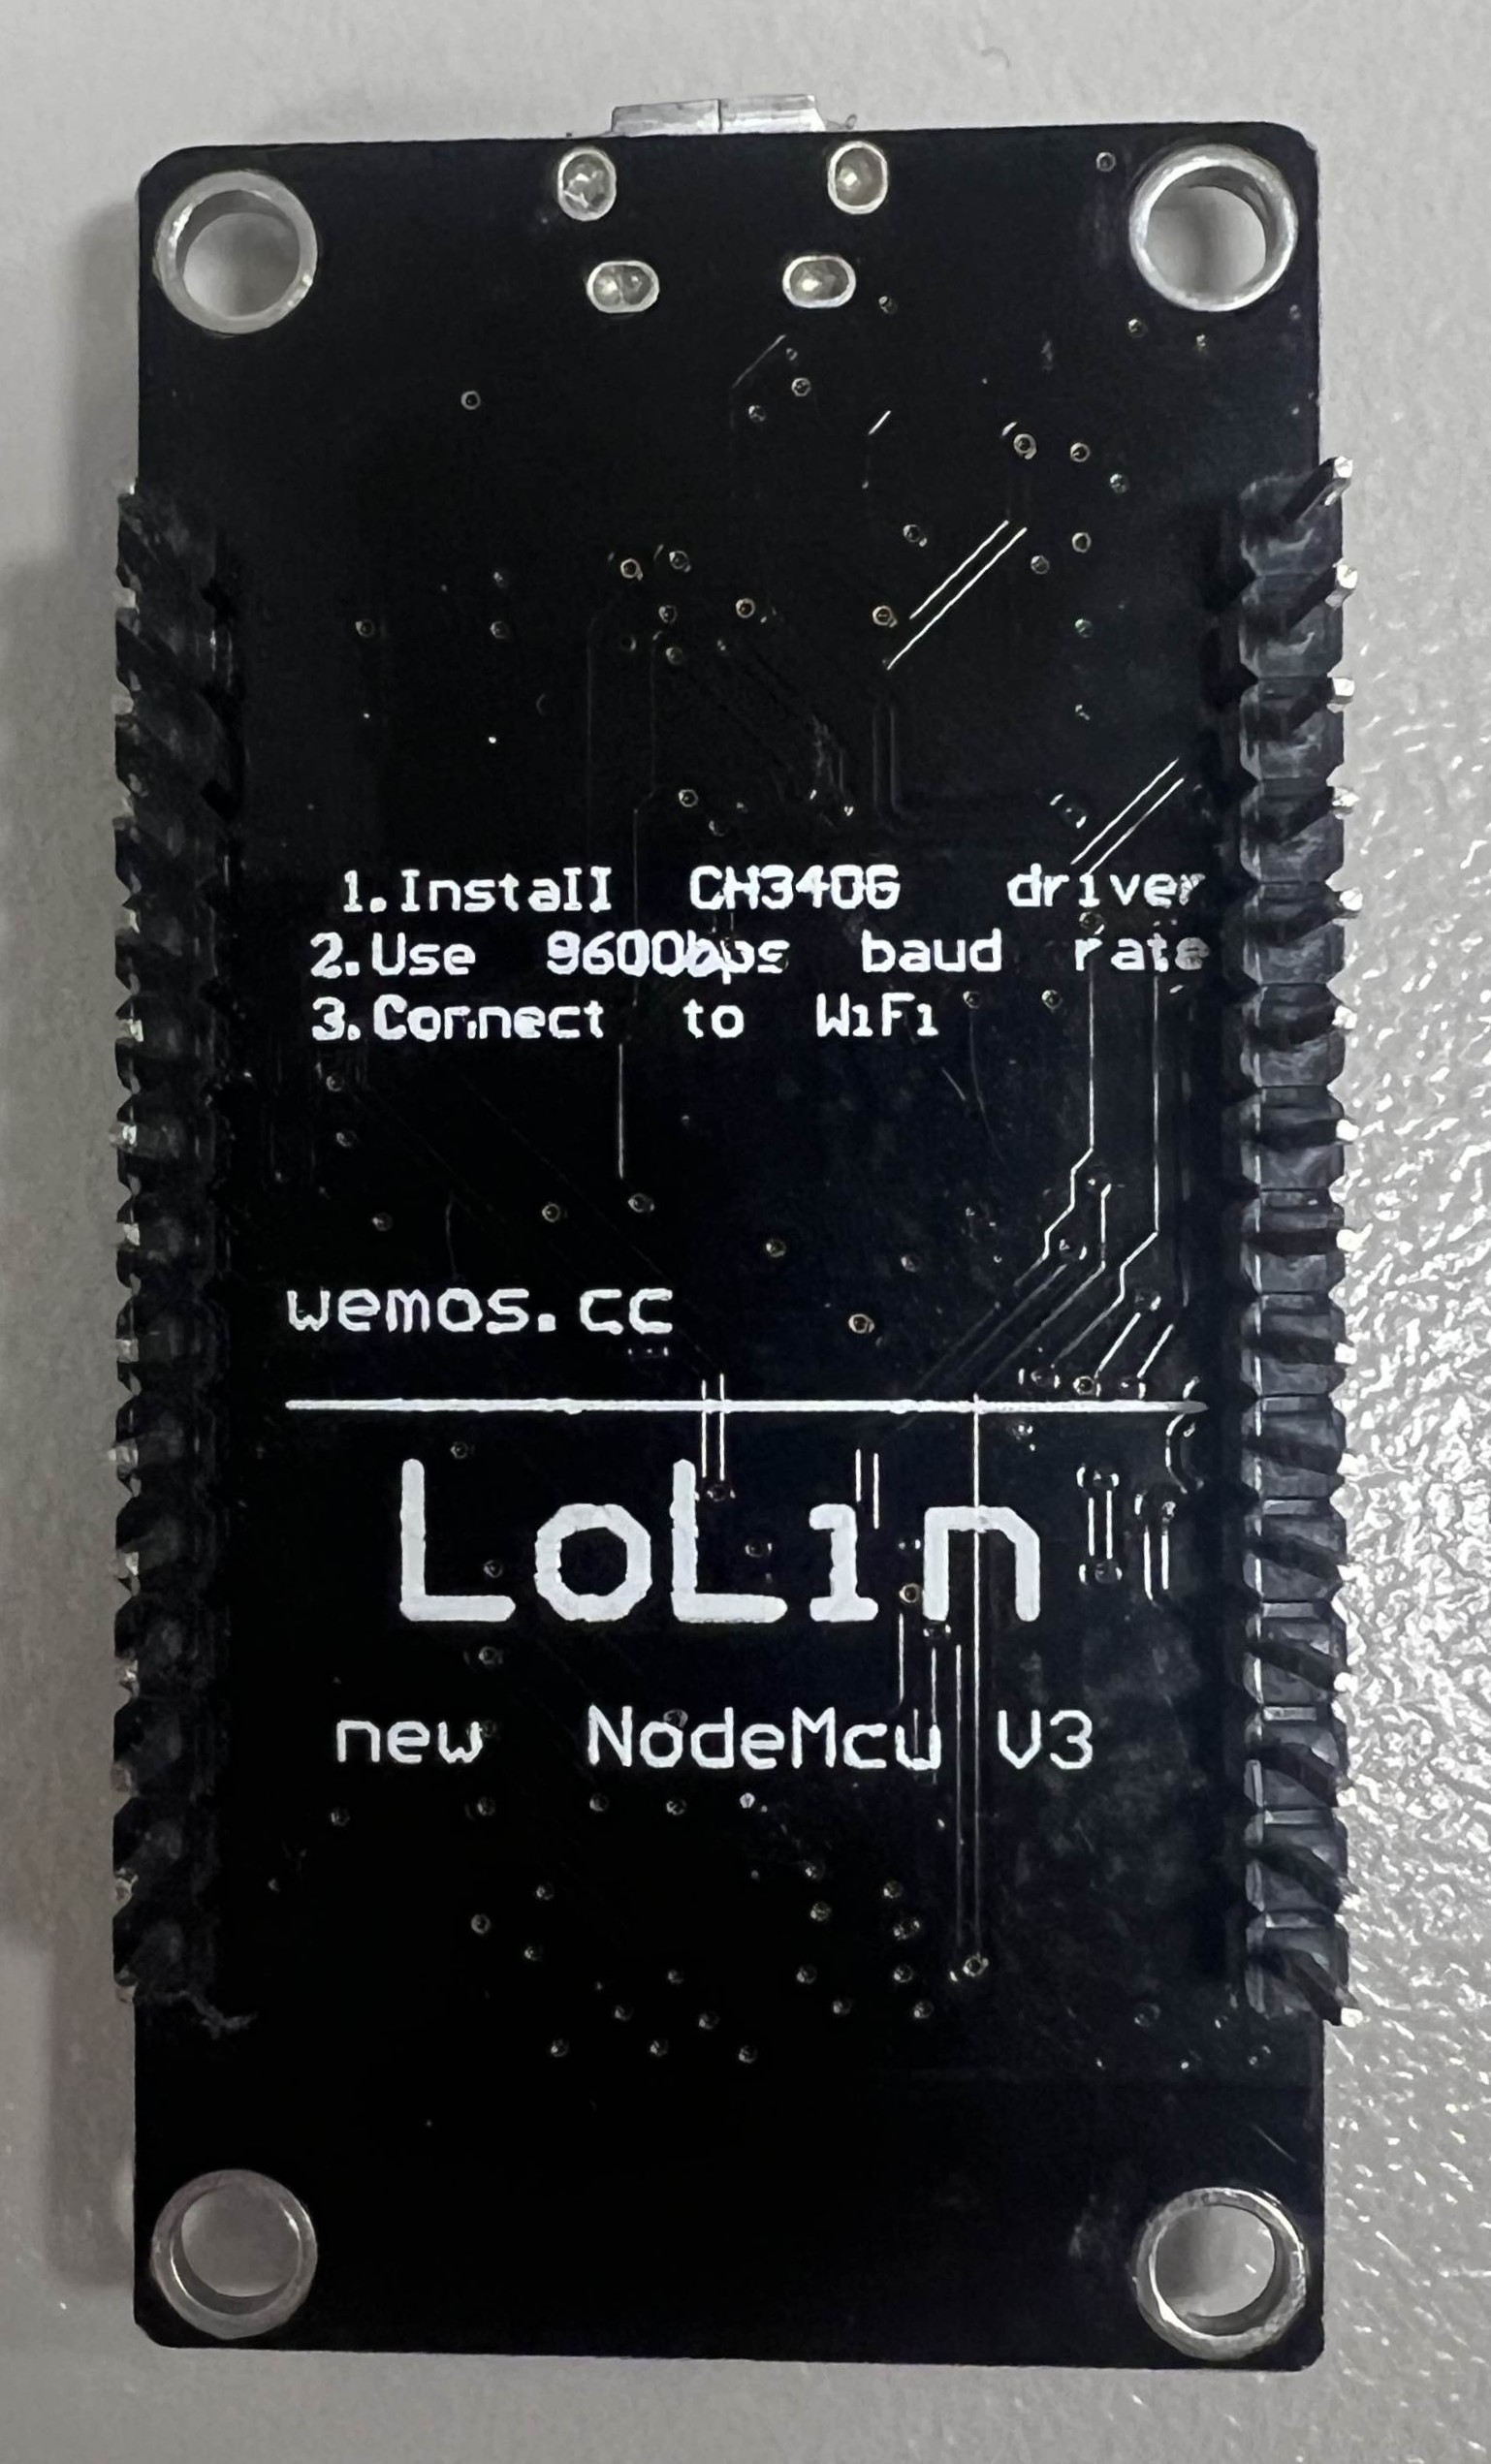 1.Install CH340G driver
2.Use 9600bps baud rate
3.Connect to WiFi
wemos.cc
LoLin
new NodeMcu V3